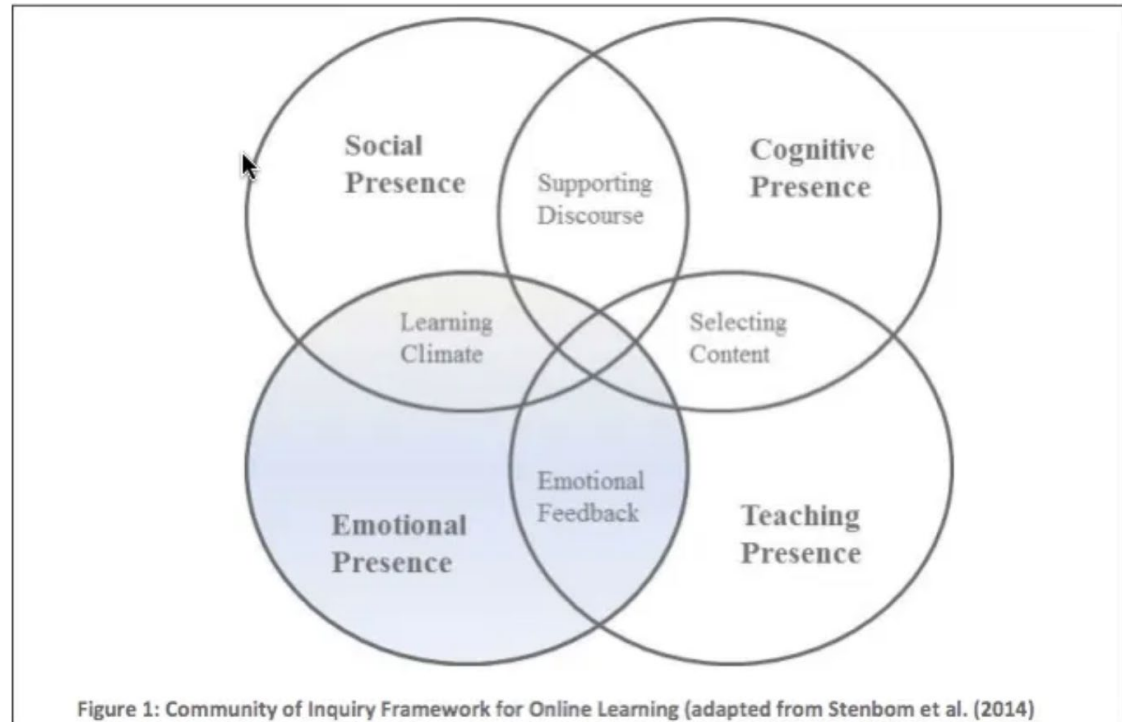 Social
Presence
Cognitive
Presence
Supporting
Discourse
Learning
Climate
Selecting
Content
Emotional
Feedback
Emotional
Presence
Teaching
Presence
Figure 1: Community of Inquiry Framework for Online Learning (adapted from Stenbom et al. (2014)